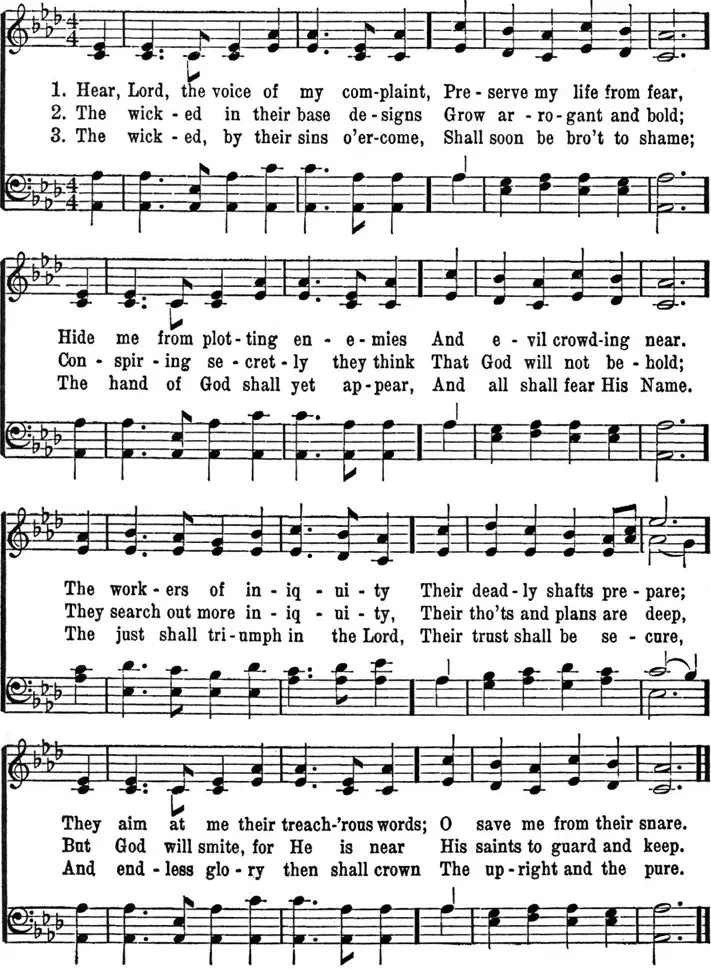 1. Hear, Lord, the voice of my com-plaint, Pre - serve my life from fear,
2. The wick - ed in their base de - signs Grow ar - ro - gant and bold;
3. The wick - ed, by their sins o'er-come, Shall soon be bro't to shame;
Hide me from plot - ting en - e - mies And e - vil crowd-ing near.
Con - spir - ing se - cret - ly they think That God will not be - hold;
The hand of God shall yet ap - pear, And all shall fear His Name.
The work - ers of in - iq - ui - ty Their dead - ly shafts pre - pare;
They search out more in - iq - ui - ty, Their tho'ts and plans are deep,
The just shall tri - umph in the Lord, Their trust shall be se - cure,
They aim at me their treach-'rous words; O save me from their snare.
But God will smite, for He is near His saints to guard and keep.
And end - less glo - ry then shall crown The up - right and the pure.